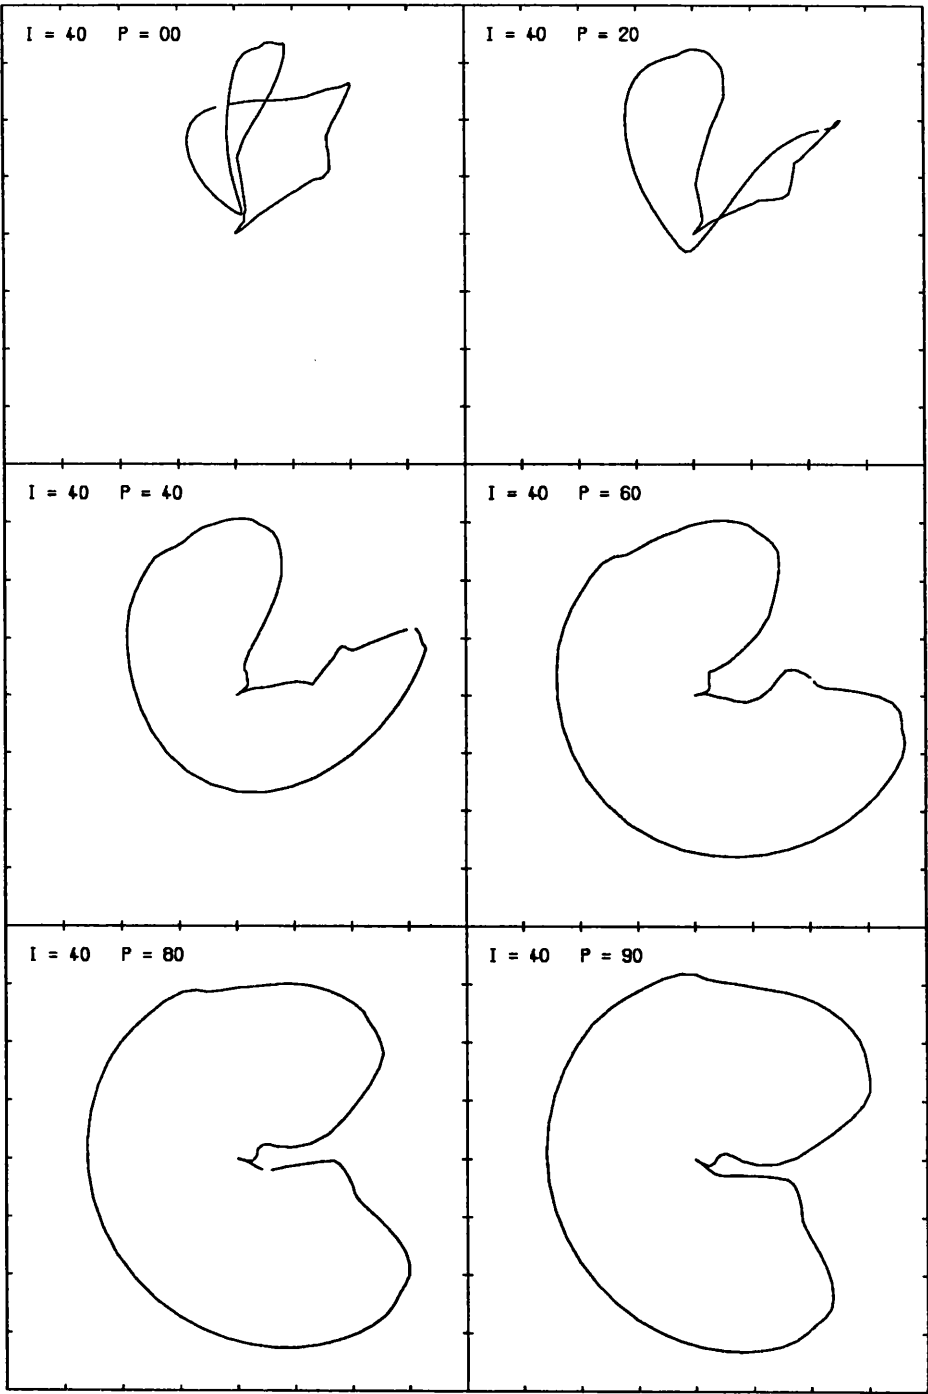 I = 40 P = 00
I = 40 P = 20
I = 40 P = 40
I = 40 P = 60
I = 40 P = 80
I = 40 P = 90